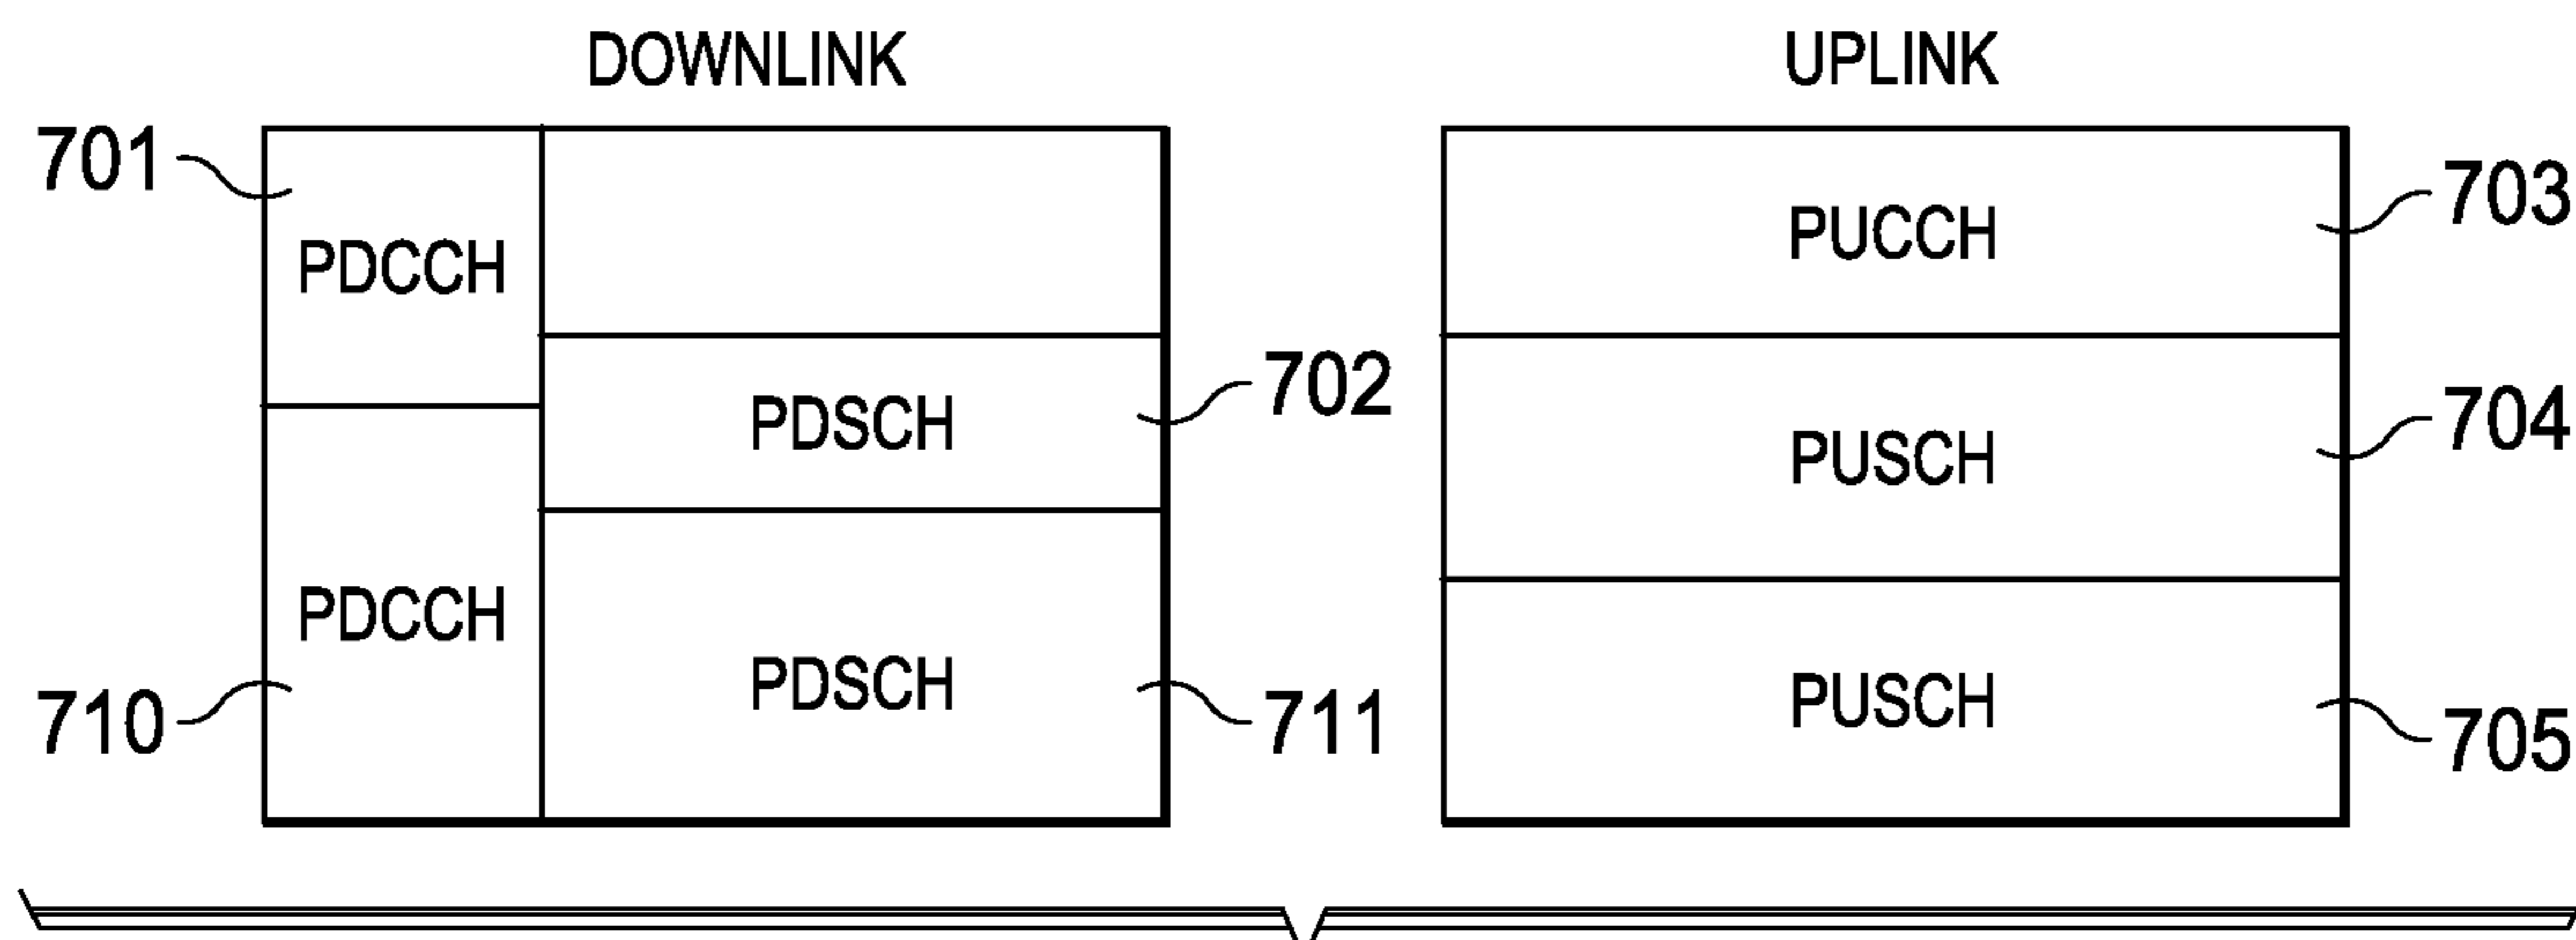 DOWNLINK
UPLINK
701
PDCCH
702
PDSCH
710
PDCCH
711
PDSCH
703
PUCCH
704
PUSCH
705
PUSCH